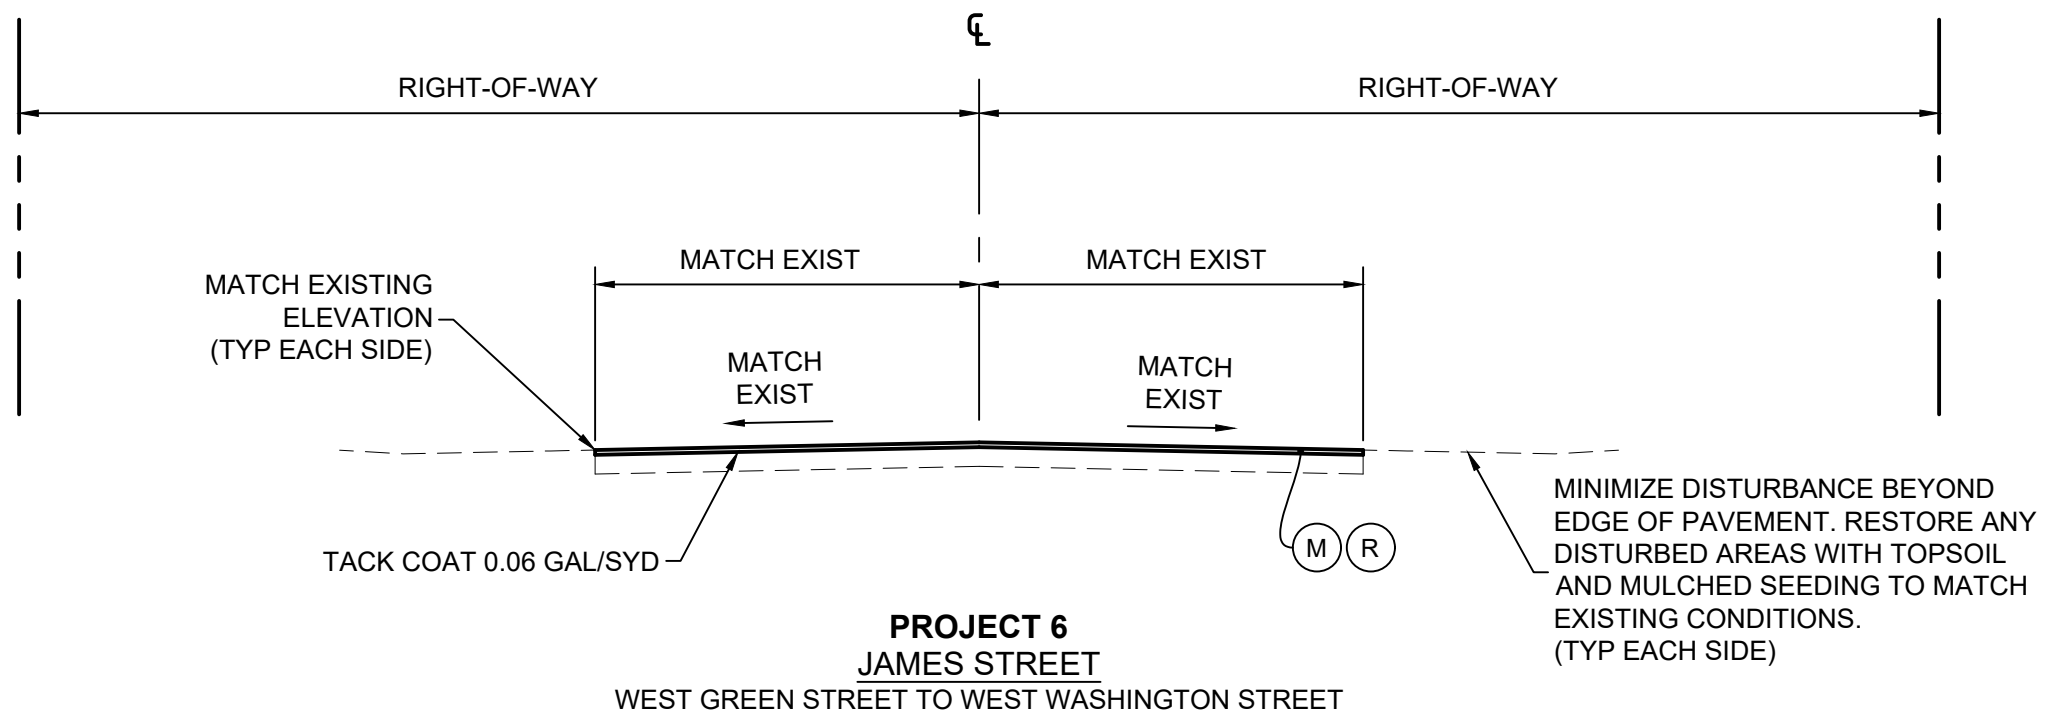 ℄
RIGHT-OF-WAY
RIGHT-OF-WAY
MATCH EXIST
MATCH EXIST
MATCH EXISTING
ELEVATION
(TYP EACH SIDE)
MATCH
EXIST
MATCH
EXIST
TACK COAT 0.06 GAL/SYD
M
R
MINIMIZE DISTURBANCE BEYOND
EDGE OF PAVEMENT. RESTORE ANY
DISTURBED AREAS WITH TOPSOIL
AND MULCHED SEEDING TO MATCH
EXISTING CONDITIONS.
(TYP EACH SIDE)
PROJECT 6
JAMES STREET
WEST GREEN STREET TO WEST WASHINGTON STREET